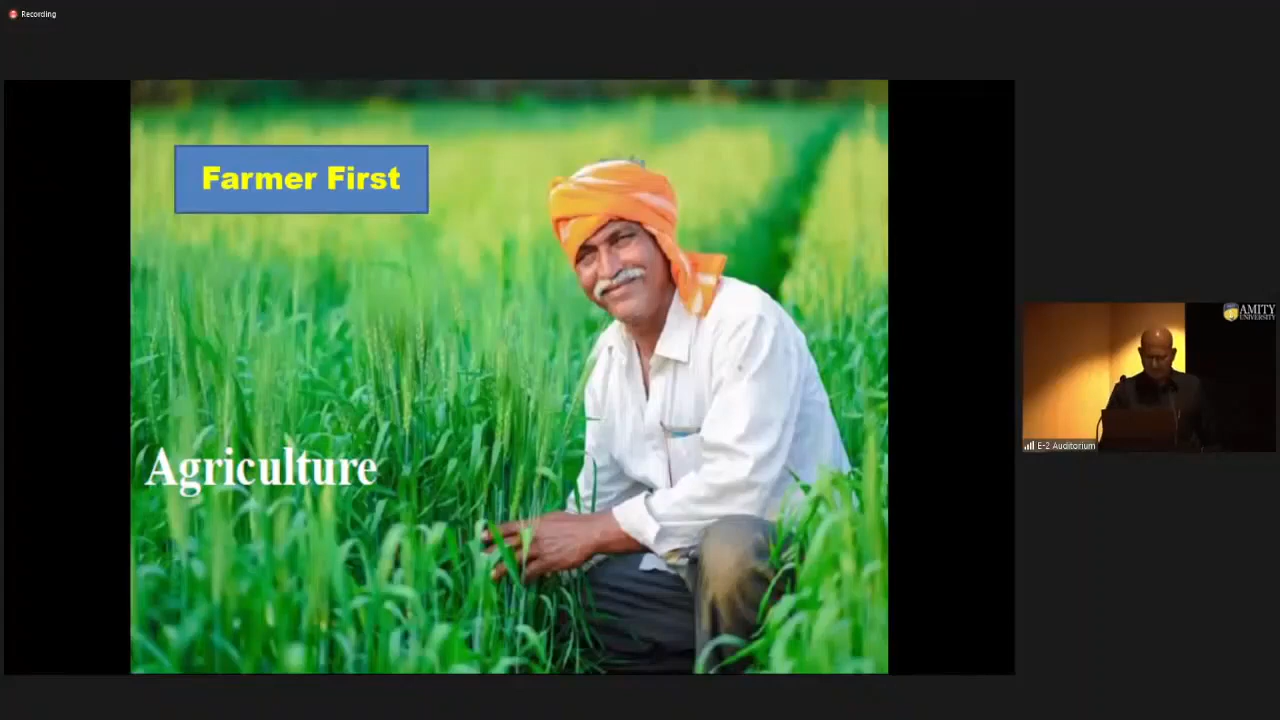 Recording
Farmer First
Agriculture
AMITY
UNIVERSITY
E-2 Auditorium